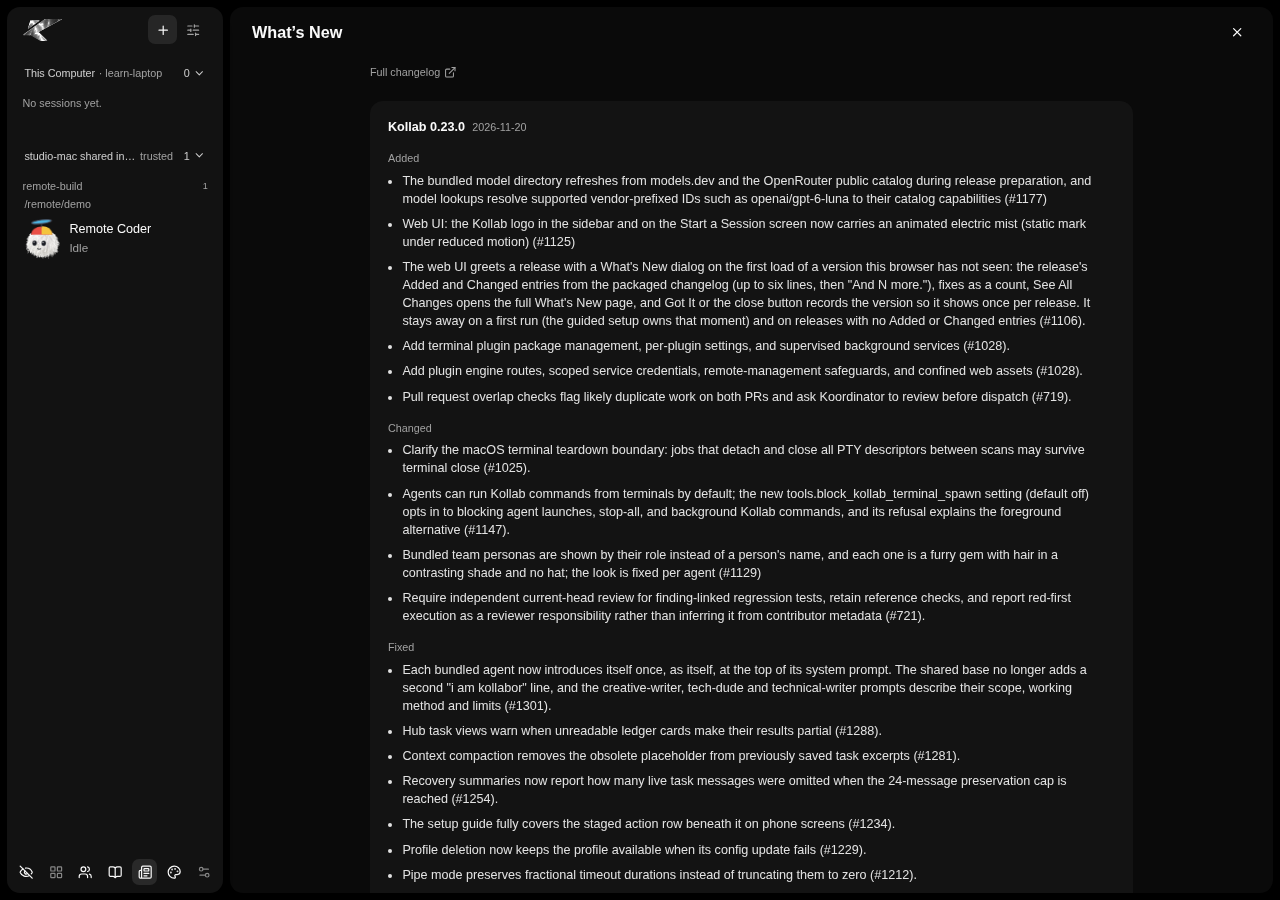 What's New
This Computer · learn-laptop 0
No sessions yet.
studio-mac shared in… trusted 1
remote-build 1
/remote/demo
Remote Coder
Idle
Full changelog
Kollab 0.23.0 2026-11-20
Added
• The bundled model directory refreshes from models.dev and the OpenRouter public catalog during release preparation, and
model lookups resolve supported vendor-prefixed IDs such as openai/gpt-6-luna to their catalog capabilities (#1177)
• Web UI: the Kollab logo in the sidebar and on the Start a Session screen now carries an animated electric mist (static mark
under reduced motion) (#1125)
• The web UI greets a release with a What's New dialog on the first load of a version this browser has not seen: the release's
Added and Changed entries from the packaged changelog (up to six lines, then "And N more."), fixes as a count, See All
Changes opens the full What's New page, and Got It or the close button records the version so it shows once per release. It
stays away on a first run (the guided setup owns that moment) and on releases with no Added or Changed entries (#1106).
• Add terminal plugin package management, per-plugin settings, and supervised background services (#1028).
• Add plugin engine routes, scoped service credentials, remote-management safeguards, and confined web assets (#1028).
• Pull request overlap checks flag likely duplicate work on both PRs and ask Koordinator to review before dispatch (#719).
Changed
• Clarify the macOS terminal teardown boundary: jobs that detach and close all PTY descriptors between scans may survive
terminal close (#1025).
• Agents can run Kollab commands from terminals by default; the new tools.block_kollab_terminal_spawn setting (default off)
opts in to blocking agent launches, stop-all, and background Kollab commands, and its refusal explains the foreground
alternative (#1147).
• Bundled team personas are shown by their role instead of a person's name, and each one is a furry gem with hair in a
contrasting shade and no hat; the look is fixed per agent (#1129)
• Require independent current-head review for finding-linked regression tests, retain reference checks, and report red-first
execution as a reviewer responsibility rather than inferring it from contributor metadata (#721).
Fixed
• Each bundled agent now introduces itself once, as itself, at the top of its system prompt. The shared base no longer adds a
second "i am kollabor" line, and the creative-writer, tech-dude and technical-writer prompts describe their scope, working
method and limits (#1301).
• Hub task views warn when unreadable ledger cards make their results partial (#1288).
• Context compaction removes the obsolete placeholder from previously saved task excerpts (#1281).
• Recovery summaries now report how many live task messages were omitted when the 24-message preservation cap is
reached (#1254).
• The setup guide fully covers the staged action row beneath it on phone screens (#1234).
• Profile deletion now keeps the profile available when its config update fails (#1229).
• Pipe mode preserves fractional timeout durations instead of truncating them to zero (#1212).